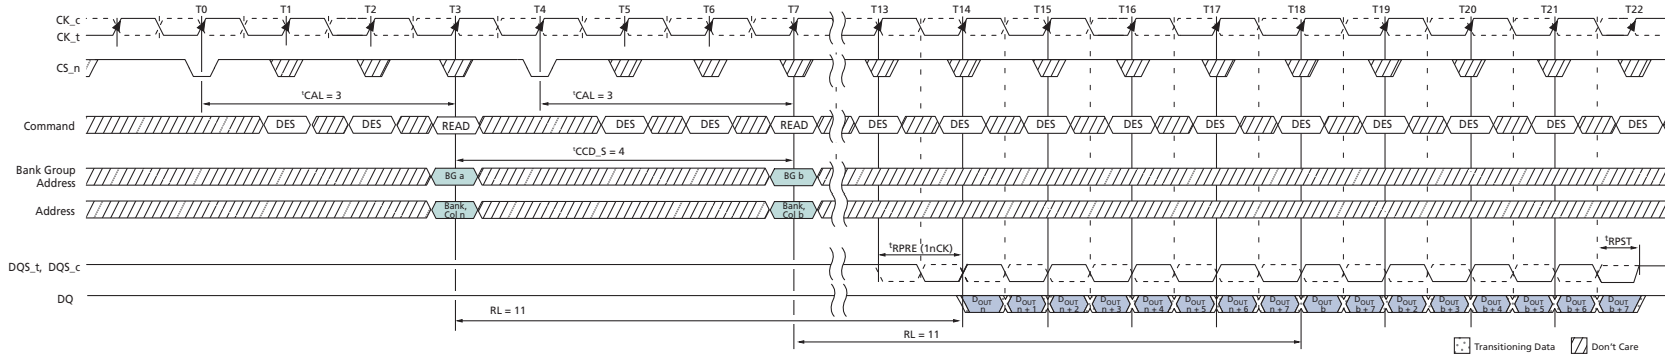 T0 T1 T2 T3 T4 T5 T6 T7 T13 T14 T15 T16 T17 T18 T19 T20 T21 T22
CK_c
CK_t
CS_n
tCAL = 3 tCAL = 3
Command DES DES READ DES DES READ DES DES DES DES DES DES DES DES DES DES
tCCD_S = 4
Bank Group
Address BG a BG b
Address Bank, Col n Bank, Col b
tRPRE (1nCK) tRPST
DQS_t, DQS_c
DQ DOUT n DOUT n + 1 DOUT n + 2 DOUT n + 3 DOUT n + 4 DOUT n + 5 DOUT n + 6 DOUT n + 7 DOUT b DOUT b + 7 DOUT b + 2 DOUT b + 3 DOUT b + 4 DOUT b + 5 DOUT b + 6 DOUT b + 7
RL = 11
RL = 11
Transitioning Data Don't Care